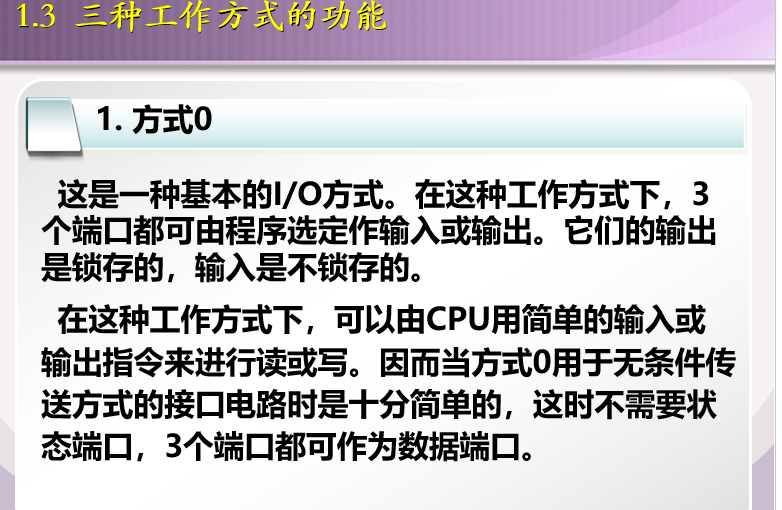 1.3 三种工作方式的功能
1. 方式0
这是一种基本的I/O方式。在这种工作方式下，3
个端口都可由程序选定作输入或输出。它们的输出
是锁存的，输入是不锁存的。
在这种工作方式下，可以由CPU用简单的输入或
输出指令来进行读或写。因而当方式0用于无条件传
送方式的接口电路时是十分简单的，这时不需要状
态端口，3个端口都可作为数据端口。